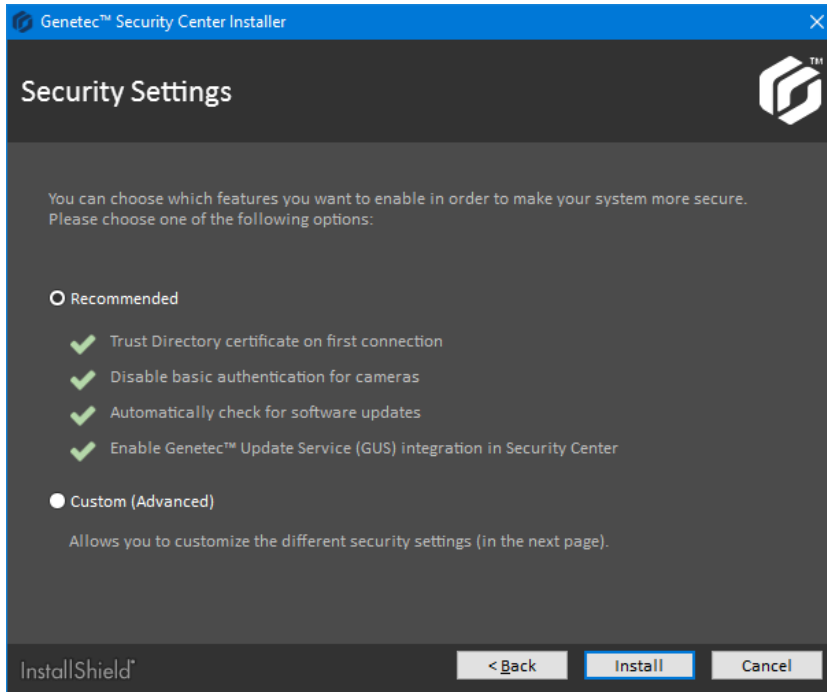 Genetec™ Security Center Installer
Security Settings
TM
You can choose which features you want to enable in order to make your system more secure.
Please choose one of the following options:
Recommended
Trust Directory certificate on first connection
Disable basic authentication for cameras
Automatically check for software updates
Enable Genetec™ Update Service (GUS) integration in Security Center
Custom (Advanced)
Allows you to customize the different security settings (in the next page).
InstallShield
< Back
Install
Cancel